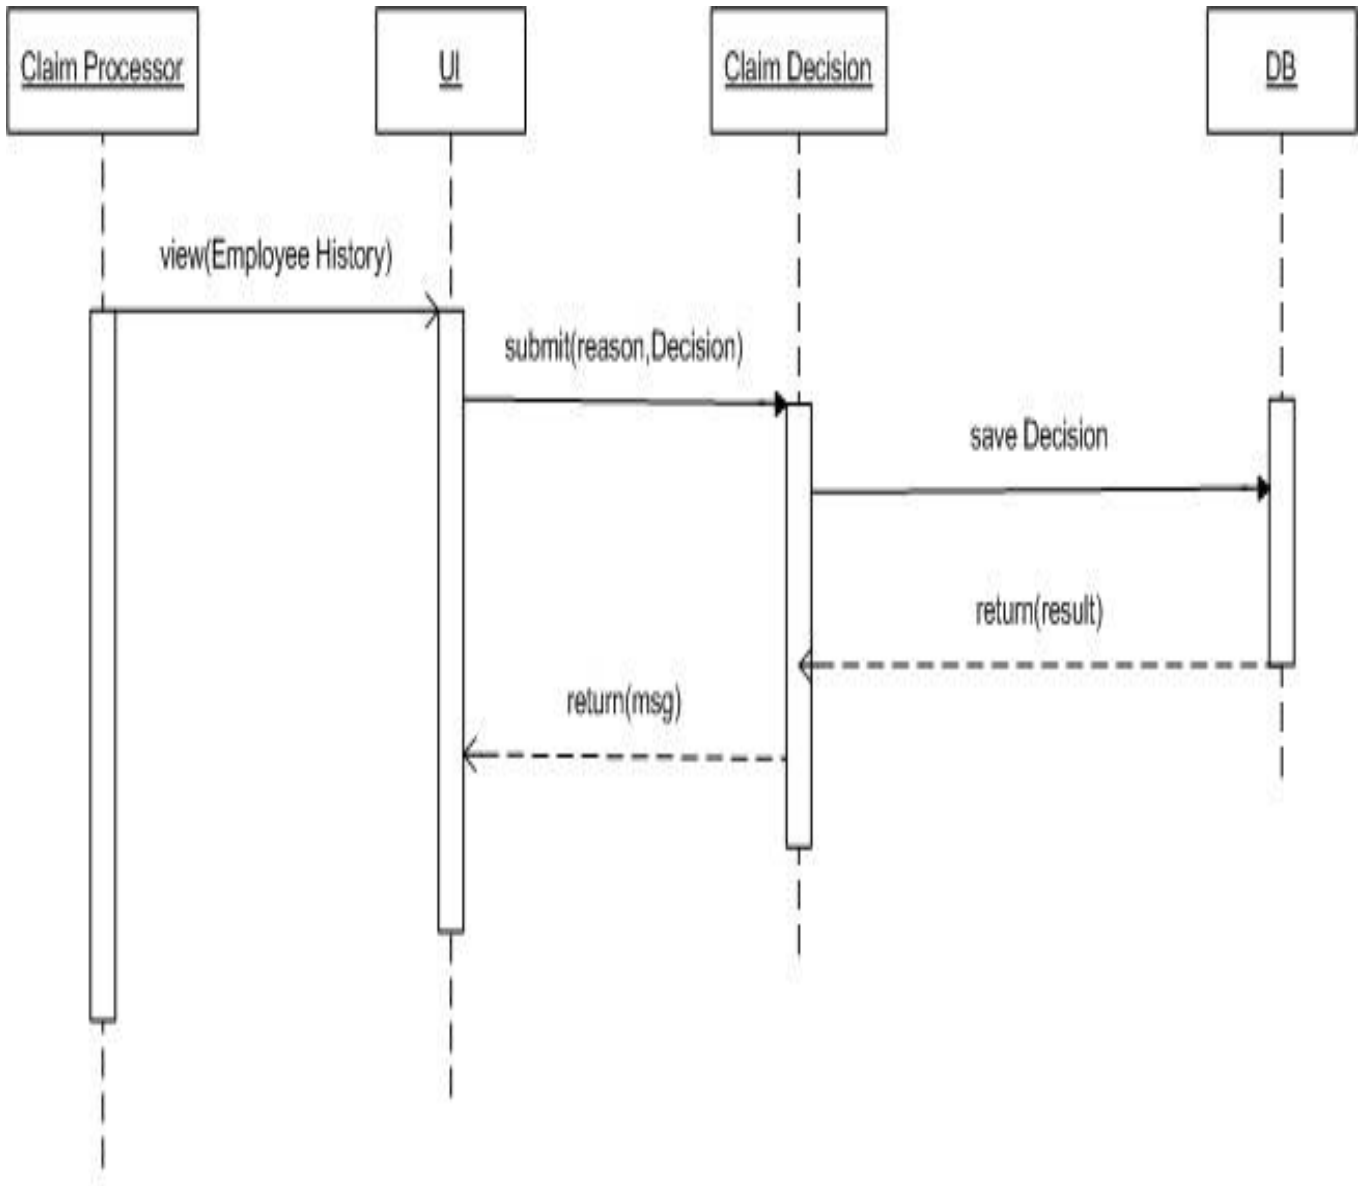 Claim Processor
UI
Claim Decision
DB
view(Employee History)
submit(reason,Decision)
save Decision
return(result)
return(msg)